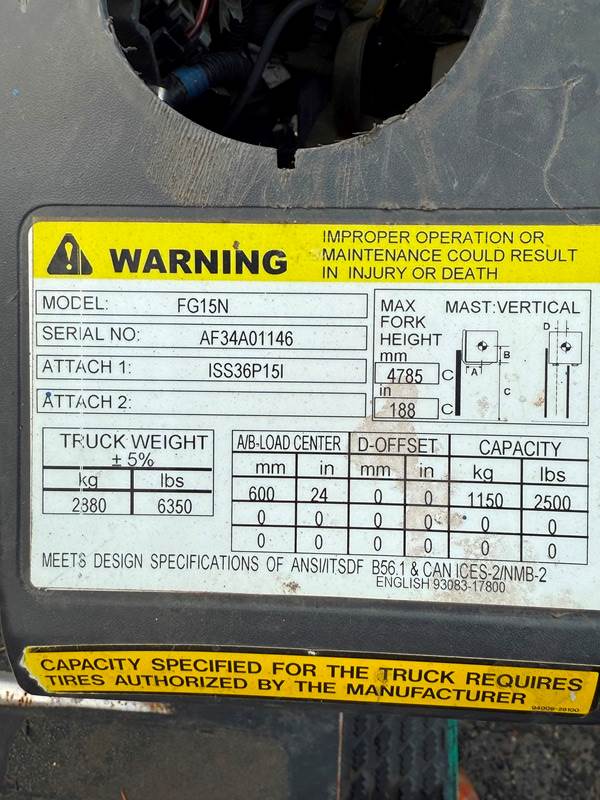 WARNING
IMPROPER OPERATION OR
MAINTENANCE COULD RESULT
IN INJURY OR DEATH
MODEL: FG15N
SERIAL NO: AF34A01146
ATTACH 1: ISS36P15I
ATTACH 2:
MAX FORK HEIGHT MAST:VERTICAL
mm
4785 C
in
188 C
D
B
A
C
TRUCK WEIGHT
± 5%
kg lbs
2880 6350
A/B-LOAD CENTER D-OFFSET CAPACITY
mm in mm in kg lbs
600 24 0 0 1150 2500
0 0 0 0 0 0
0 0 0 0 0 0
MEETS DESIGN SPECIFICATIONS OF ANSI/ITSDF B56.1 & CAN ICES-2/NMB-2
ENGLISH 93083-17800
CAPACITY SPECIFIED FOR THE TRUCK REQUIRES
TIRES AUTHORIZED BY THE MANUFACTURER